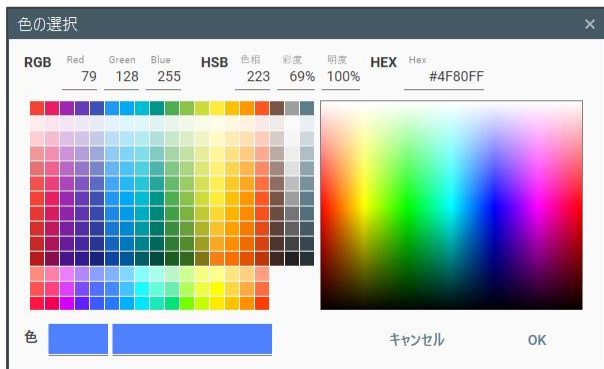 色の選択 ×
RGB Red 79 Green 128 Blue 255 HSB 色相 223 彩度 69% 明度 100% HEX Hex #4F80FF
色 キャンセル OK